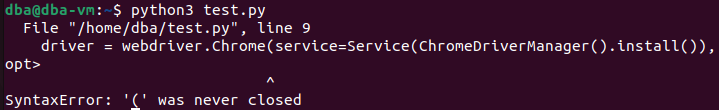 dba@dba-vm:~$ python3 test.py
  File "/home/dba/test.py", line 9
    driver = webdriver.Chrome(service=Service(ChromeDriverManager().install()),
opt>
                             ^
SyntaxError: '(' was never closed